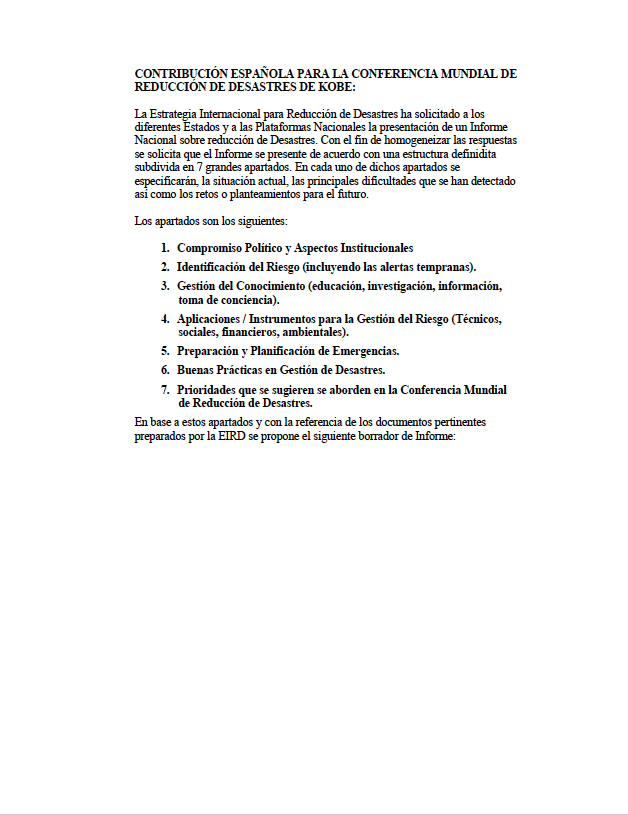 CONTRIBUCIÓN ESPAÑOLA PARA LA CONFERENCIA MUNDIAL DE
REDUCCIÓN DE DESASTRES DE KOBE:
La Estrategia Internacional para Reducción de Desastres ha solicitado a los
diferentes Estados y a las Plataformas Nacionales la presentación de un Informe
Nacional sobre reducción de Desastres. Con el fin de homogeneizar las respuestas
se solicita que el Informe se presente de acuerdo con una estructura definidita
subdivida en 7 grandes apartados. En cada uno de dichos apartados se
especificarán, la situación actual, las principales dificultades que se han detectado
así como los retos o planteamientos para el futuro.
Los apartados son los siguientes:
1. Compromiso Político y Aspectos Institucionales
2. Identificación del Riesgo (incluyendo las alertas tempranas).
3. Gestión del Conocimiento (educación, investigación, información,
toma de conciencia).
4. Aplicaciones / Instrumentos para la Gestión del Riesgo (Técnicos,
sociales, financieros, ambientales).
5. Preparación y Planificación de Emergencias.
6. Buenas Prácticas en Gestión de Desastres.
7. Prioridades que se sugieren se aborden en la Conferencia Mundial
de Reducción de Desastres.
En base a estos apartados y con la referencia de los documentos pertinentes
preparados por la EIRD se propone el siguiente borrador de Informe: